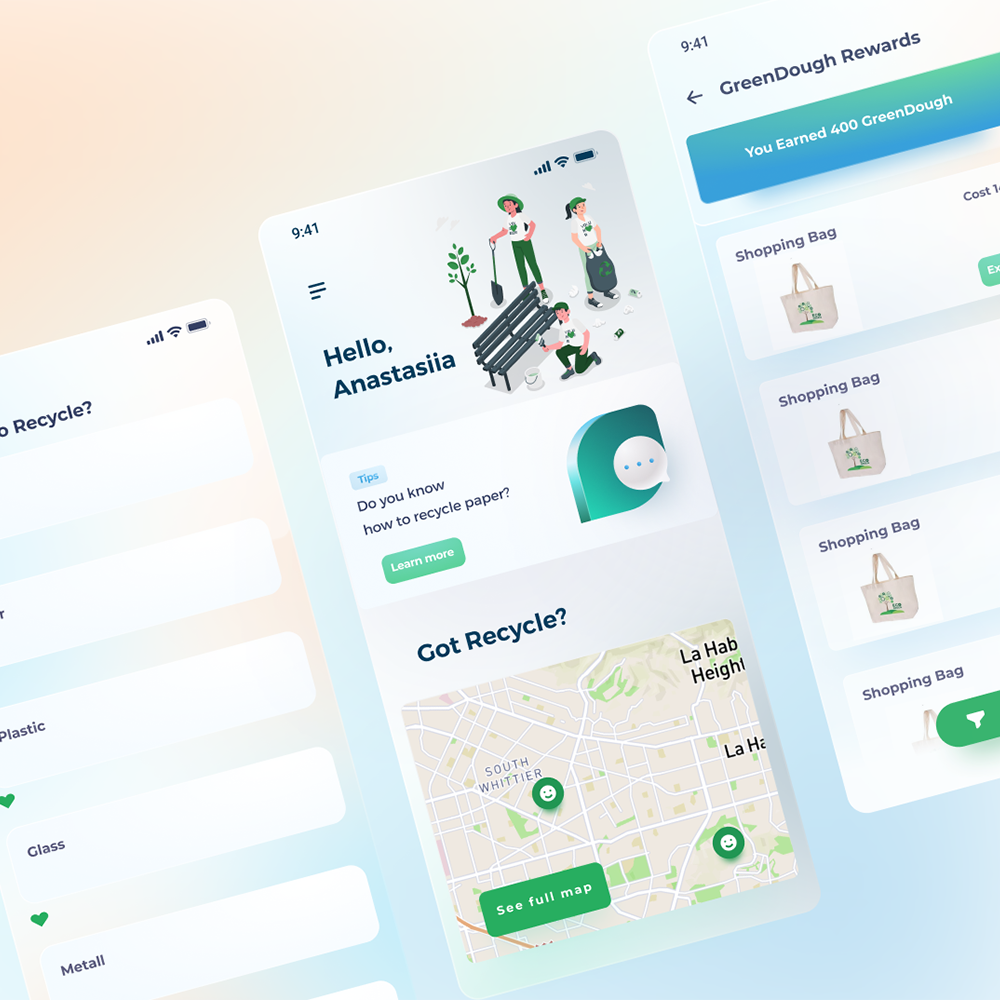 o Recycle?
r
Plastic
Glass
Metall
9:41
Hello,
Anastasiia
Tips
Do you know
how to recycle paper?
Learn more
Got Recycle?
La Hab
Height
La Ha
SOUTH
WHITTIER
See full map
9:41
GreenDough Rewards
You Earned 400 GreenDough
Shopping Bag
Cost 1
Ex
Shopping Bag
Shopping Bag
Shopping Bag